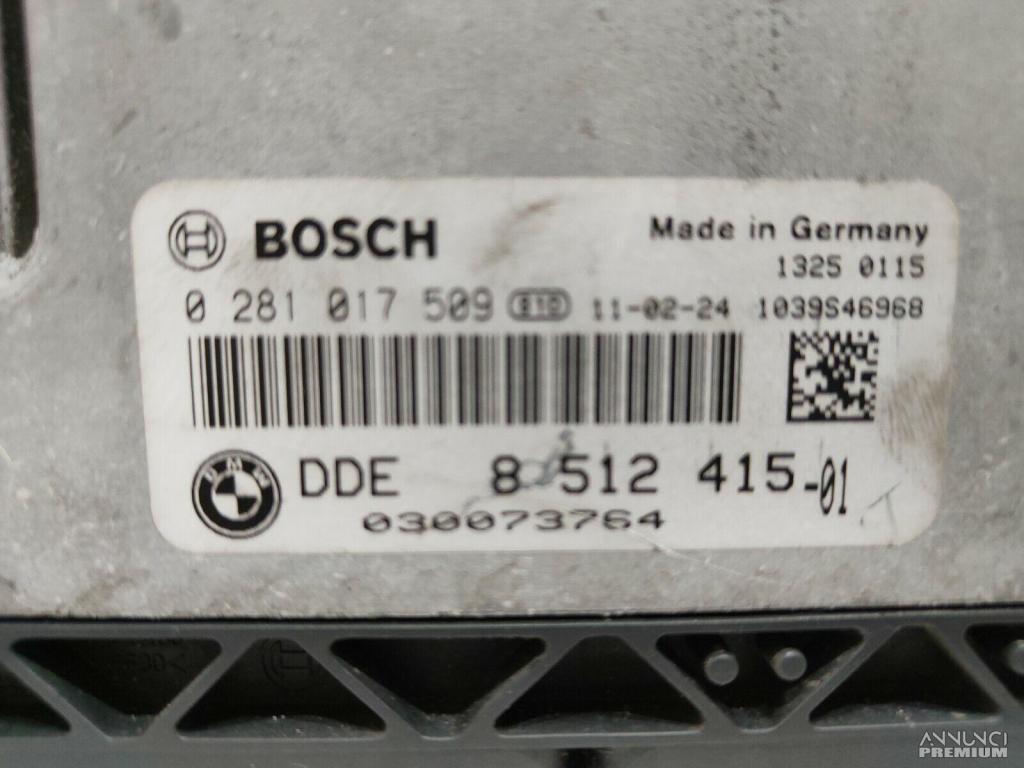 BOSCH
Made in Germany
1325 0115
0 281 017 509 11-02-24 1039S46968
BMW
DDE 8 512 415-01
030073764
ANNUNCI
PREMIUM